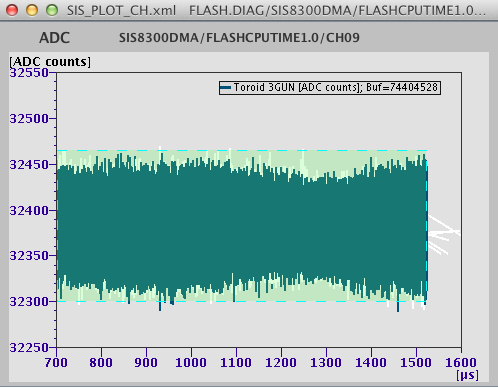 SIS_PLOT_CH.xml FLASH.DIAG/SIS8300DMA/FLASHCPUTIME1.0...
ADC SIS8300DMA/FLASHCPUTIME1.0/CH09
[ADC counts]
Toroid 3GUN [ADC counts]; Buf=74404528
32550
32500
32450
32400
32350
32300
32250
700 800 900 1000 1100 1200 1300 1400 1500 1600
[µs]